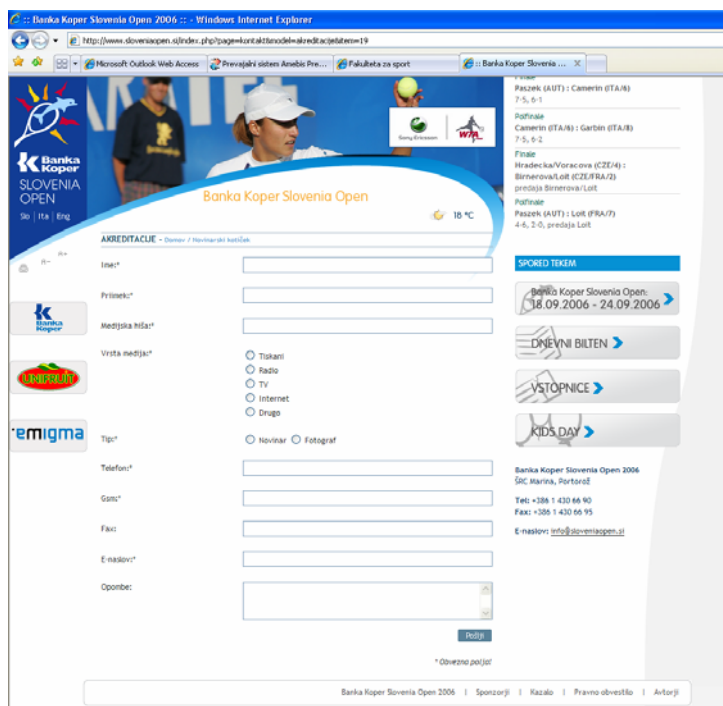 :: Banka Koper Slovenia Open 2006 :: - Windows Internet Explorer
http://www.sloveniaopen.si/index.php?page=kontakt&model=akreditacije&item=19
Microsoft Outlook Web Access
Prevajalni sistem Amebis Pre...
Fakulteta za sport
:: Banka Koper Slovenia ... X
Banka
Koper
SLOVENIA
OPEN
Slo | Ita | Eng
Sony Ericsson
WTA
Banka Koper Slovenia Open
18 °C
AKREDITACIJE - Domov / Novinarski kotiček
Ime:*
Priimek:*
Medijska hiša:*
Vrsta medija:*
Tiskani
Radio
TV
Internet
Drugo
Tip:*
Novinar
Fotograf
Telefon:*
Gsm:*
Fax:
E-naslov:*
Opombe:
Pošlji
* Obvezna polja!
A-
A+
Banka
Koper
UNIFRUIT
emigma
Finale
Paszek (AUT) : Camerin (ITA/6)
7-5, 6-1
Polfinale
Camerin (ITA/6) : Garbin (ITA/8)
7-5, 6-2
Finale
Hradecka/Voracova (CZE/4) :
Birnerova/Loit (CZE/FRA/2)
predaja Birnerova/Loit
Polfinale
Paszek (AUT) : Loit (FRA/7)
4-6, 2-0, predaja Loit
SPORED TEKEM
Banka Koper Slovenia Open:
18.09.2006 - 24.09.2006
DNEVNI BILTEN
VSTOPNICE
KIDS DAY
Banka Koper Slovenia Open 2006
ŠRC Marina, Portorož
Tel: +386 1 430 66 90
Fax: +386 1 430 66 95
E-naslov: info@sloveniaopen.si
Banka Koper Slovenia Open 2006 | Sponzorji | Kazalo | Pravno obvestilo | Avtorji